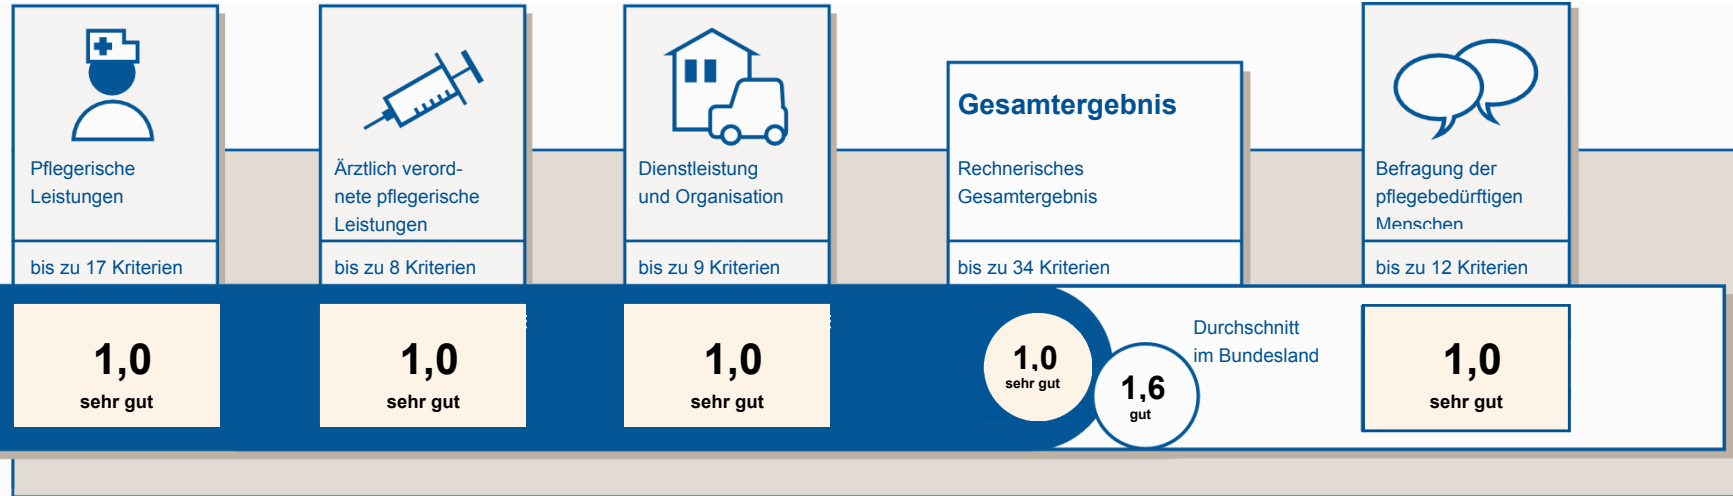 Pflegerische
Leistungen
bis zu 17 Kriterien
1,0
sehr gut
Ärztlich verord-
nete pflegerische
Leistungen
bis zu 8 Kriterien
1,0
sehr gut
Dienstleistung
und Organisation
bis zu 9 Kriterien
1,0
sehr gut
Gesamtergebnis
Rechnerisches
Gesamtergebnis
bis zu 34 Kriterien
1,0
sehr gut
1,6
gut
Durchschnitt
im Bundesland
Befragung der
pflegebedürftigen
Menschen
bis zu 12 Kriterien
1,0
sehr gut